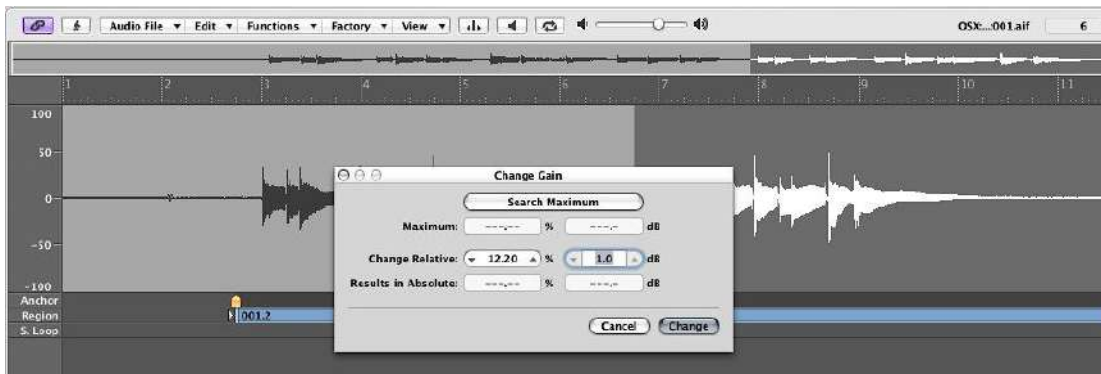 Audio File Edit Functions Factory View OSX:...:001.aif 6
1 2 3 4 5 6 7 8 9 10 11
100
50
0
-50
-100
Change Gain
Search Maximum
Maximum: ---.-- % ---.- dB
Change Relative: 12.20 % 1.0 dB
Results in Absolute: ---.-- % ---.- dB
Cancel Change
Anchor
Region 001.2
S. Loop